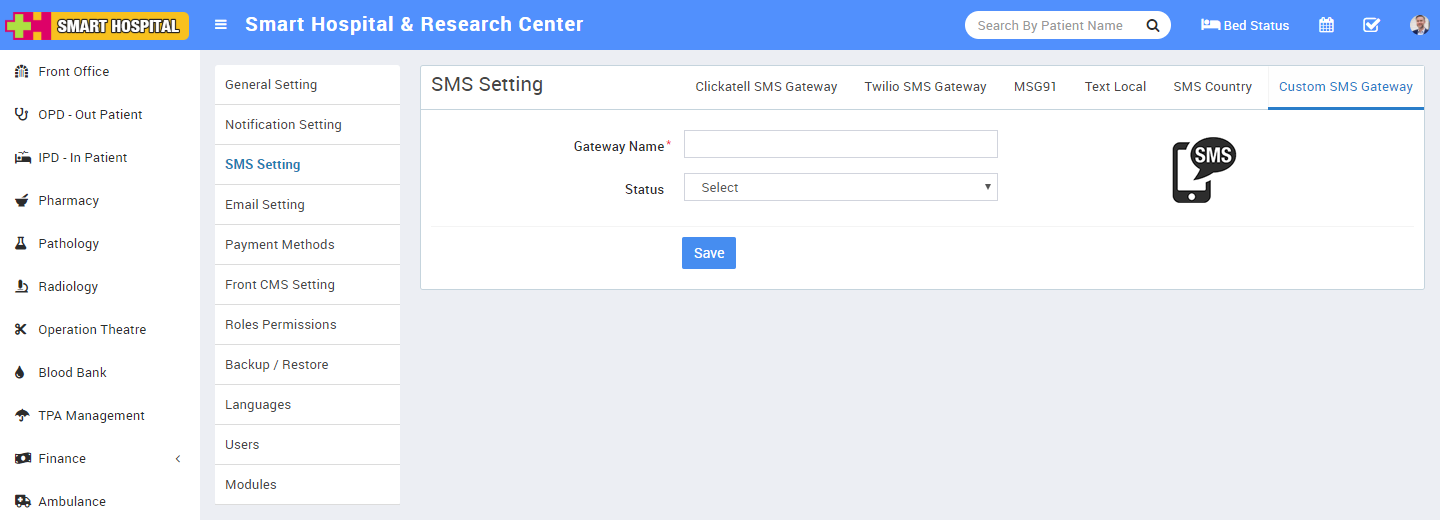 SMART HOSPITAL
Smart Hospital & Research Center
Search By Patient Name
Bed Status
Front Office
OPD - Out Patient
IPD - In Patient
Pharmacy
Pathology
Radiology
Operation Theatre
Blood Bank
TPA Management
Finance
Ambulance
General Setting
Notification Setting
SMS Setting
Email Setting
Payment Methods
Front CMS Setting
Roles Permissions
Backup / Restore
Languages
Users
Modules
SMS Setting
Clickatell SMS Gateway
Twilio SMS Gateway
MSG91
Text Local
SMS Country
Custom SMS Gateway
Gateway Name*
Status
Select
Save
SMS